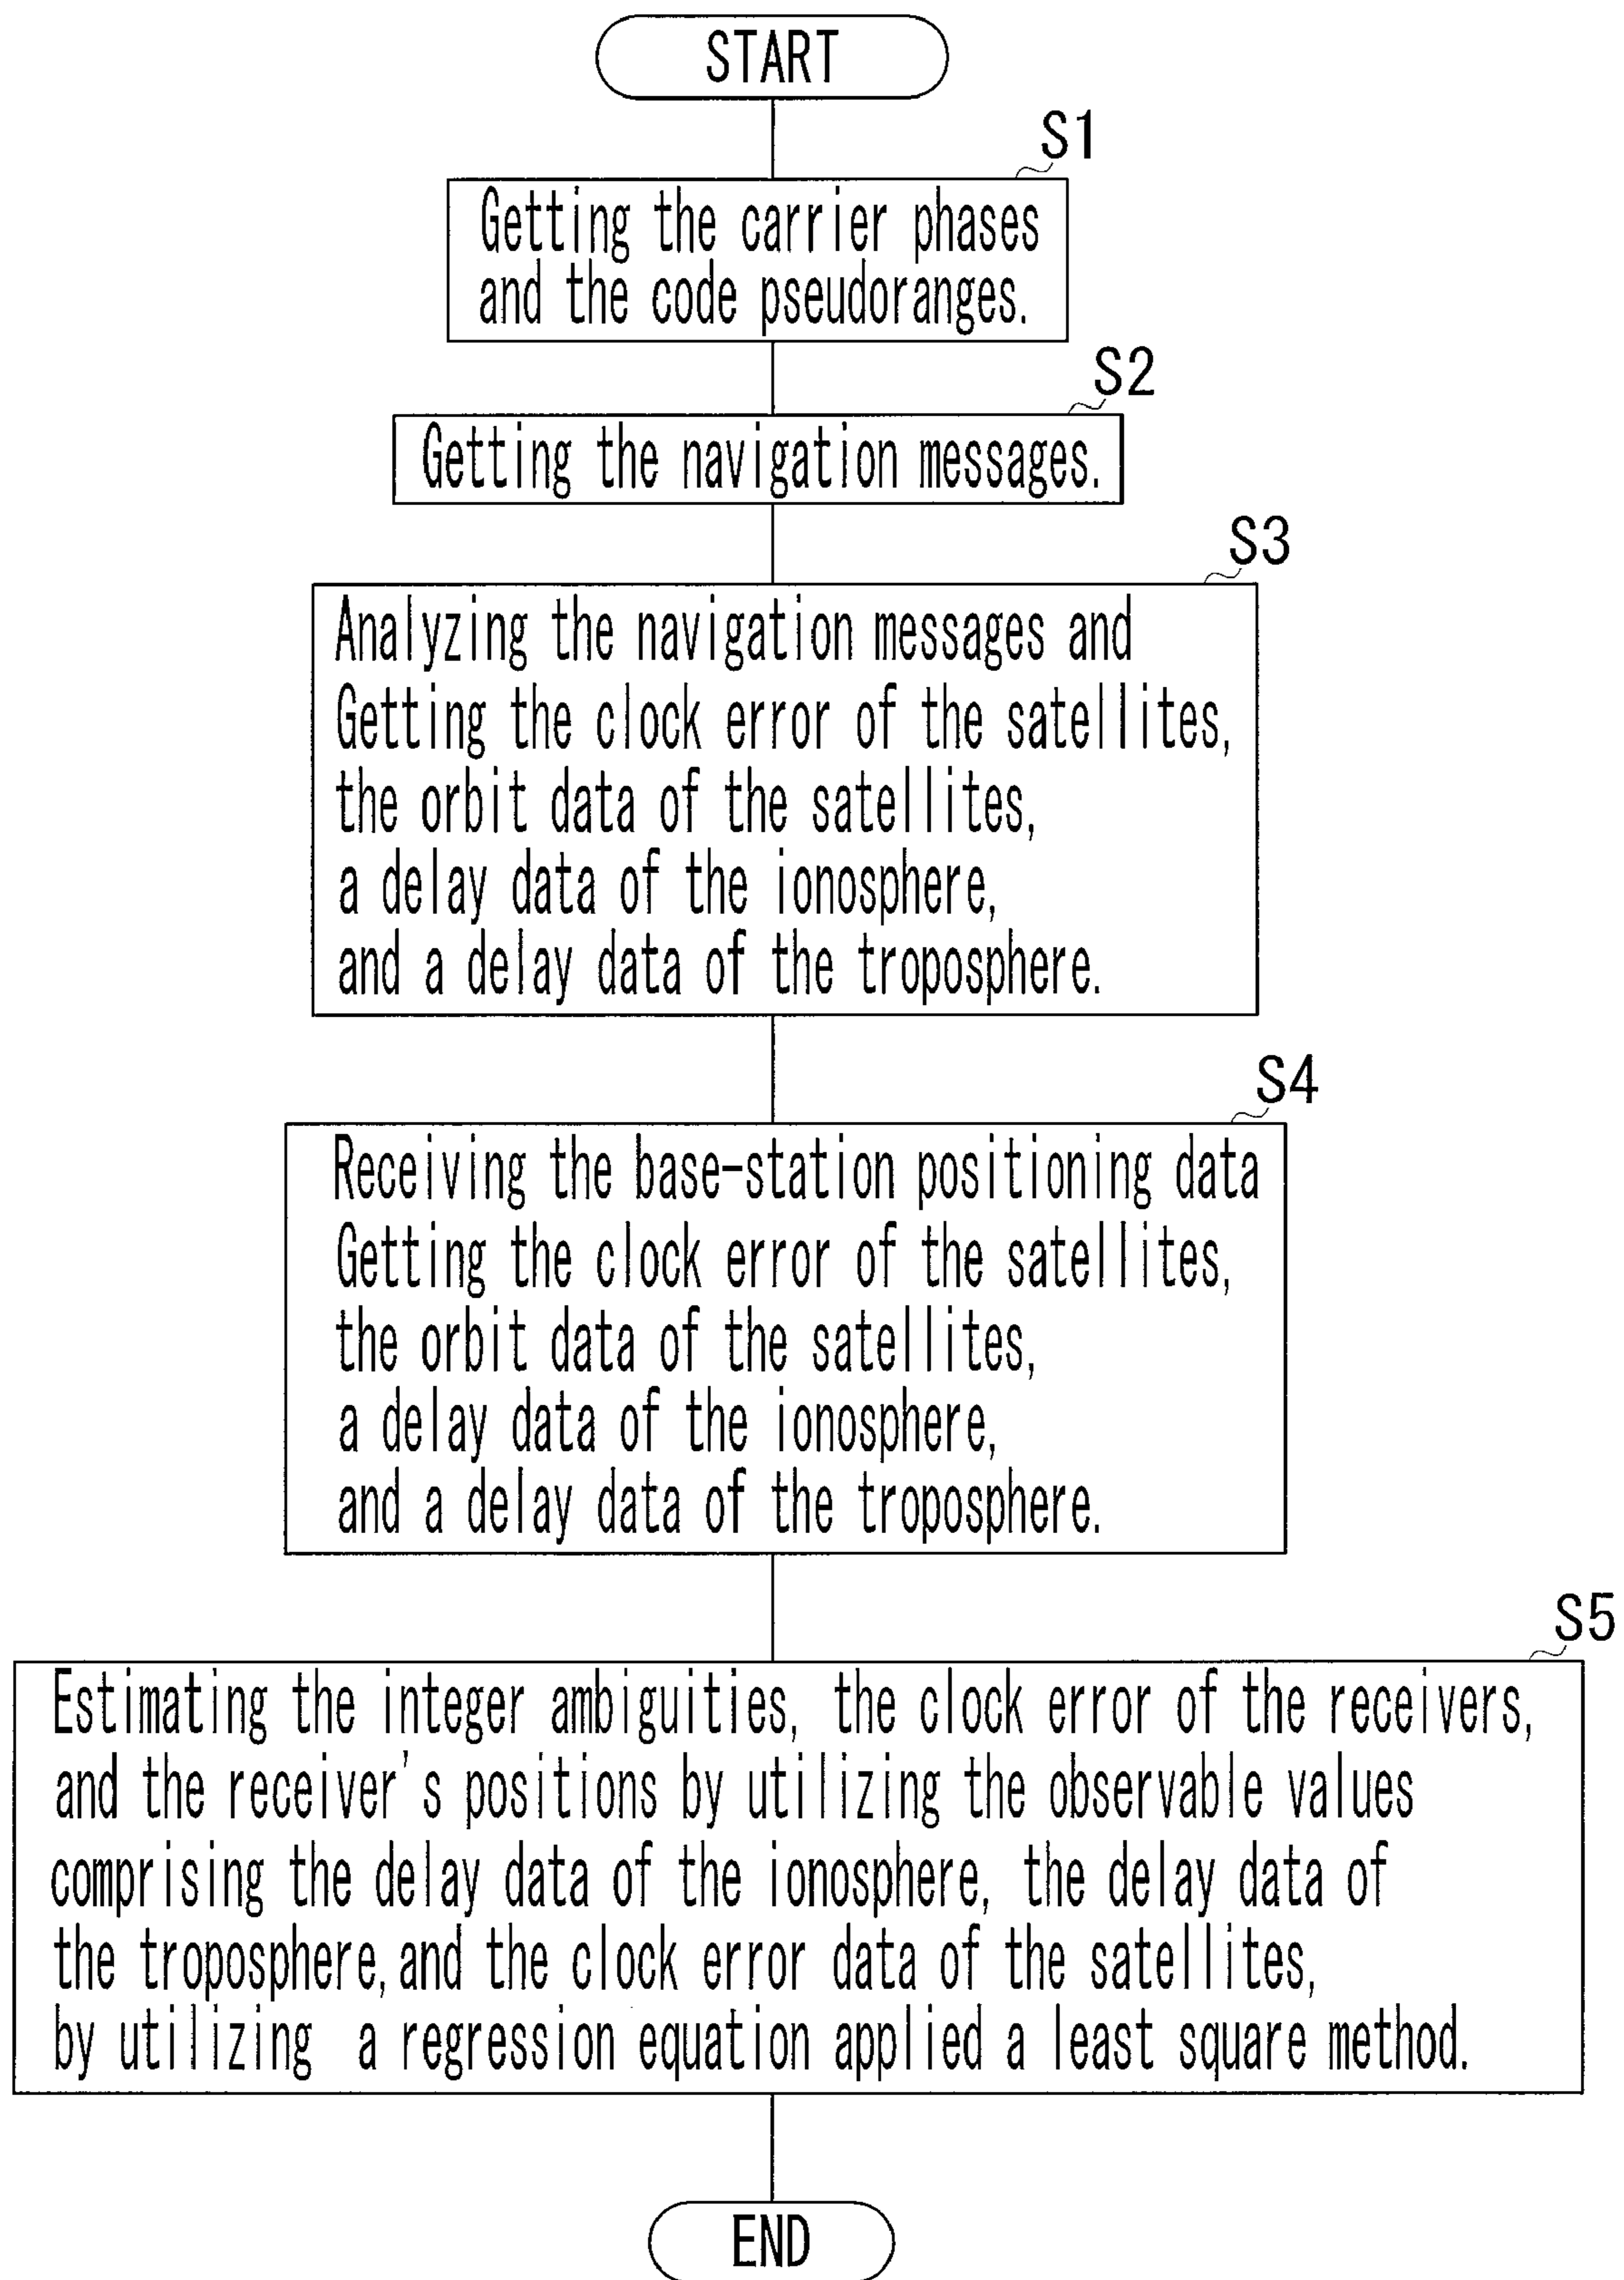 START
S1
Getting the carrier phases
and the code pseudoranges.
S2
Getting the navigation messages.
S3
Analyzing the navigation messages and
Getting the clock error of the satellites,
the orbit data of the satellites,
a delay data of the ionosphere,
and a delay data of the troposphere.
S4
Receiving the base-station positioning data
Getting the clock error of the satellites,
the orbit data of the satellites,
a delay data of the ionosphere,
and a delay data of the troposphere.
S5
Estimating the integer ambiguities, the clock error of the receivers,
and the receiver's positions by utilizing the observable values
comprising the delay data of the ionosphere, the delay data of
the troposphere, and the clock error data of the satellites,
by utilizing a regression equation applied a least square method.
END